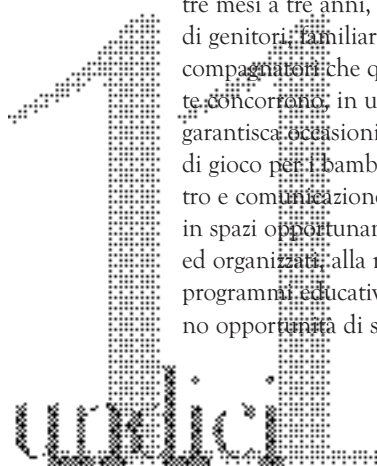 tre mesi a tre anni,
di genitori, familiar
compagnatori che q
te concorrono, in u
garantisca occasioni
di gioco per i bamb
tro e comunicazione
in spazi opportunam
ed organizzati, alla r
programmi educativ
no opportunità di s
11
undici